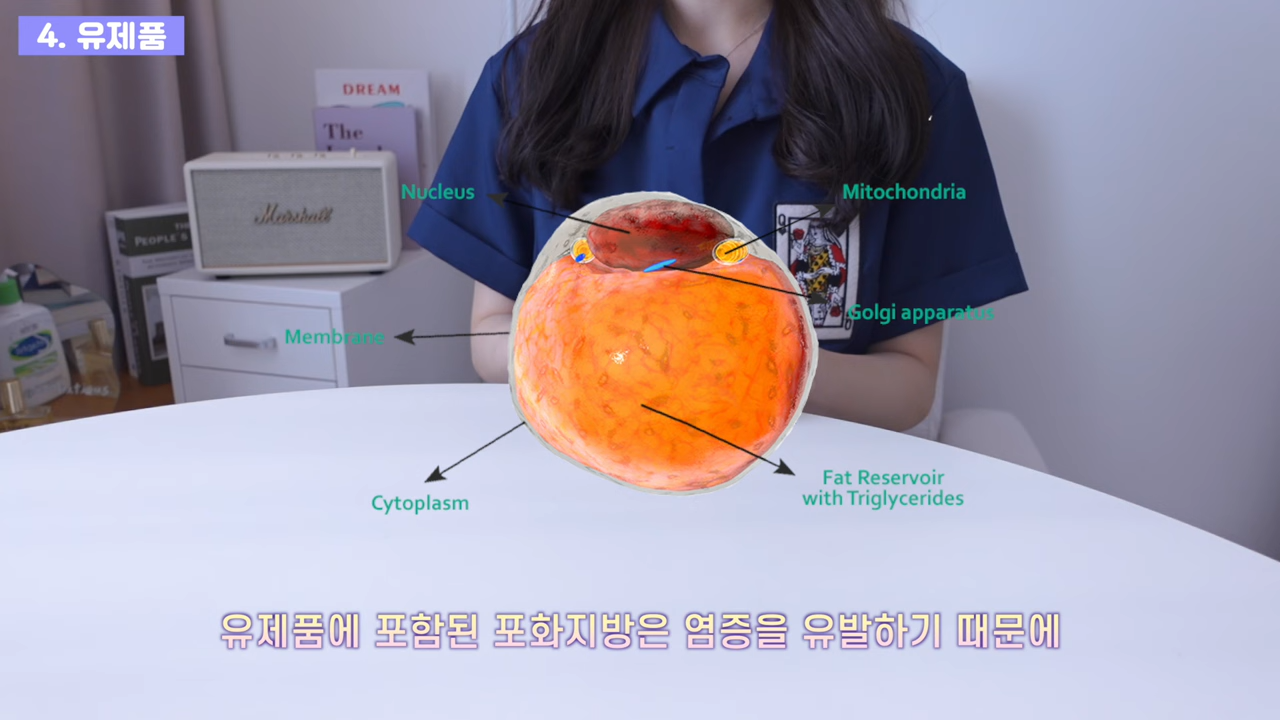 4. 유제품
DREAM
The
Marshall
THE
PEOPLE'S
Nucleus
Mitochondria
Golgi apparatus
Membrane
Cytoplasm
Fat Reservoir
with Triglycerides
Q
Q
유제품에 포함된 포화지방은 염증을 유발하기 때문에